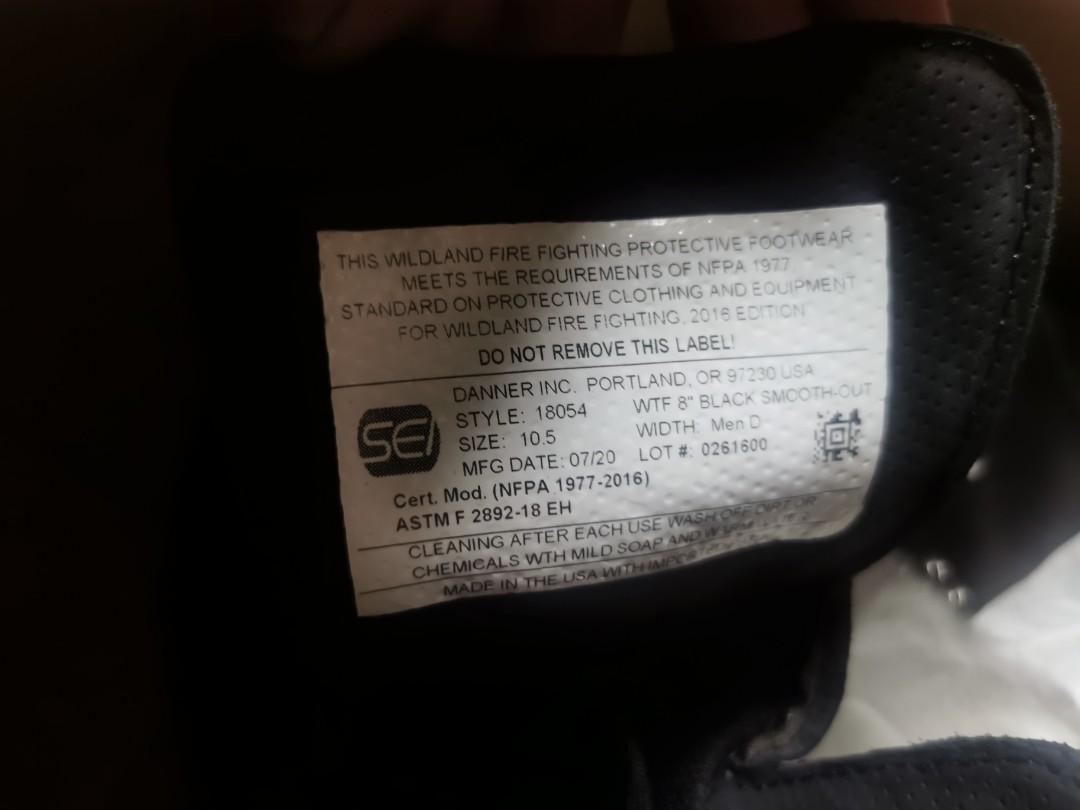 THIS WILDLAND FIRE FIGHTING PROTECTIVE FOOTWEAR
MEETS THE REQUIREMENTS OF NFPA 1977
STANDARD ON PROTECTIVE CLOTHING AND EQUIPMENT
FOR WILDLAND FIRE FIGHTING, 2016 EDITION
DO NOT REMOVE THIS LABEL!
DANNER INC. PORTLAND, OR 97230 USA
SEI
STYLE: 18054 WTF 8" BLACK SMOOTH-OUT
SIZE: 10.5 WIDTH: Men D
MFG DATE: 07/20 LOT #: 0261600
Cert. Mod. (NFPA 1977-2016)
ASTM F 2892-18 EH
CLEANING AFTER EACH USE WASH OFF DIRT OR
CHEMICALS WTH MILD SOAP AND WARM
MADE IN THE USA WITH